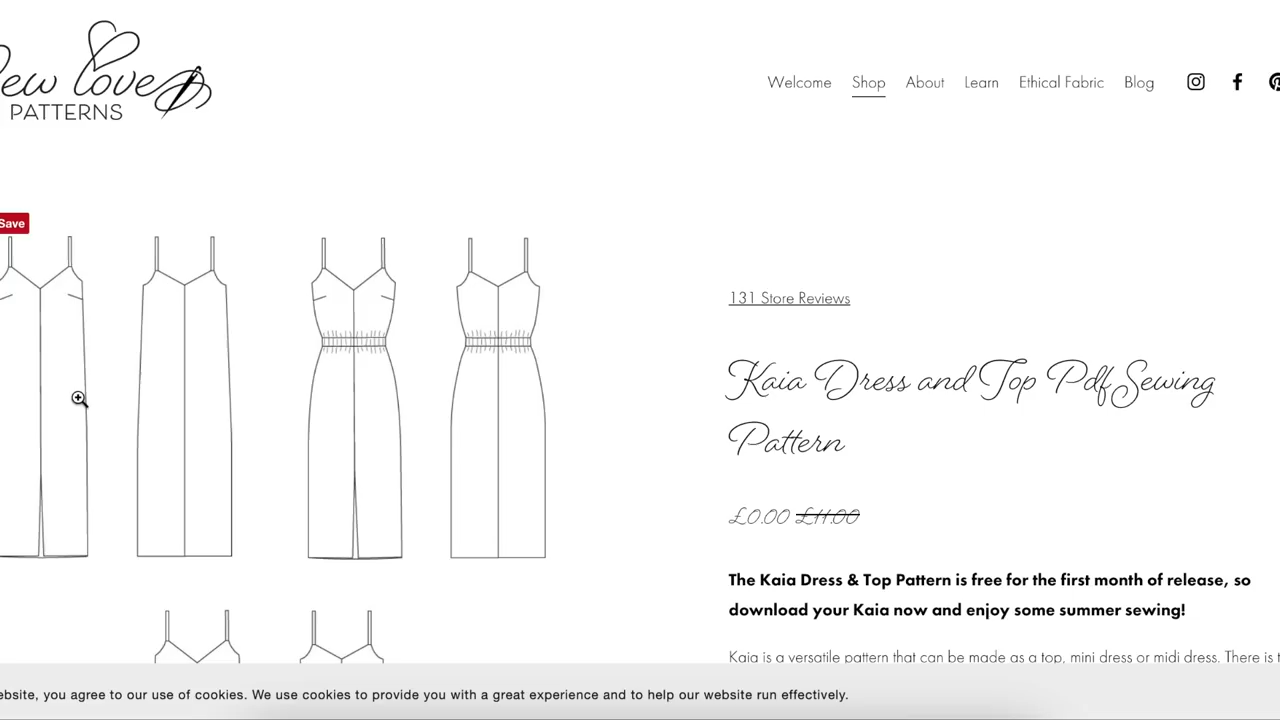 ew love
PATTERNS
Welcome Shop About Learn Ethical Fabric Blog
Save
131 Store Reviews
Kaia Dress and Top Pdf Sewing
Pattern
£0.00 £11.00
The Kaia Dress & Top Pattern is free for the first month of release, so
download your Kaia now and enjoy some summer sewing!
Kaia is a versatile pattern that can be made as a top, mini dress or midi dress. There is t
ebsite, you agree to our use of cookies. We use cookies to provide you with a great experience and to help our website run effectively.